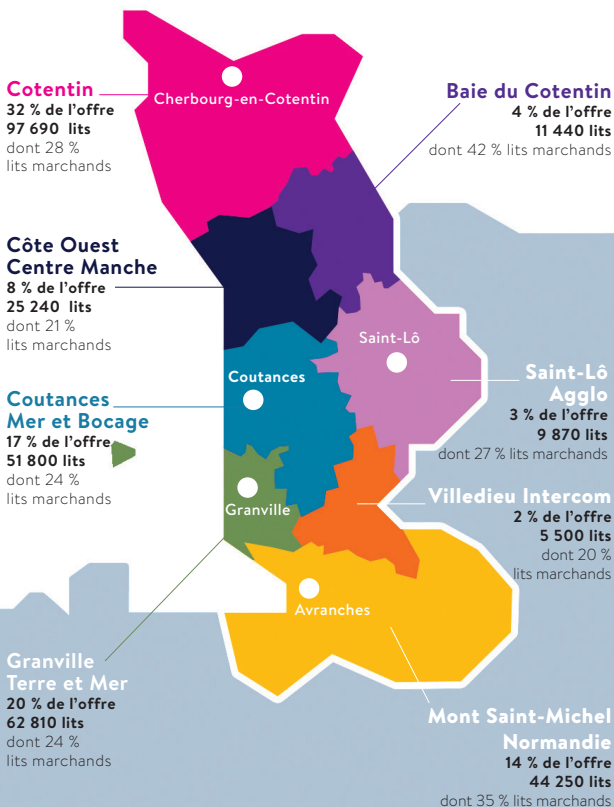 Cotentin
32 % de l'offre
97 690 lits
dont 28 %
lits marchands
Cherbourg-en-Cotentin
Baie du Cotentin
4 % de l'offre
11 440 lits
dont 42 % lits marchands
Côte Ouest
Centre Manche
8 % de l'offre
25 240 lits
dont 21 %
lits marchands
Saint-Lô
Coutances
Saint-Lô
Agglo
3 % de l'offre
9 870 lits
dont 27 % lits marchands
Coutances
Mer et Bocage
17 % de l'offre
51 800 lits
dont 24 %
lits marchands
Granville
Villedieu Intercom
2 % de l'offre
5 500 lits
dont 20 %
lits marchands
Avranches
Granville
Terre et Mer
20 % de l'offre
62 810 lits
dont 24 %
lits marchands
Mont Saint-Michel
Normandie
14 % de l'offre
44 250 lits
dont 35 % lits marchands